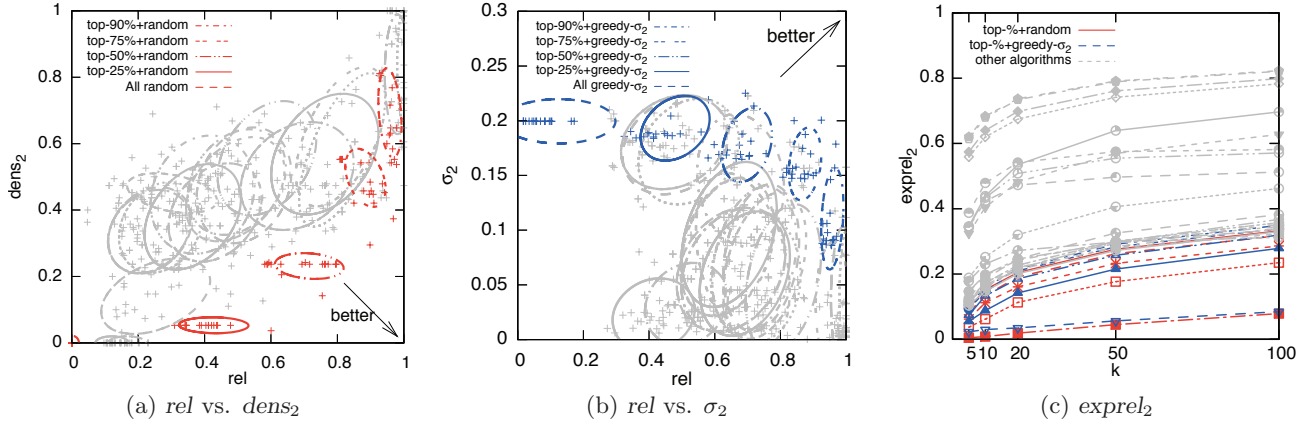 1
0.8
0.6
0.4
0.2
0
dens2
top-90%+random
top-75%+random
top-50%+random
top-25%+random
All random
better
0 0.2 0.4 0.6 0.8 1
rel
(a) rel vs. dens2
0.3
0.25
0.2
0.15
0.1
0.05
0
σ2
top-90%+greedy-σ2
top-75%+greedy-σ2
top-50%+greedy-σ2
top-25%+greedy-σ2
All greedy-σ2
better
0 0.2 0.4 0.6 0.8 1
rel
(b) rel vs. σ2
1
0.8
0.6
0.4
0.2
0
exprel2
top-%+random
top-%+greedy-σ2
other algorithms
5 10 20 50 100
k
(c) exprel2